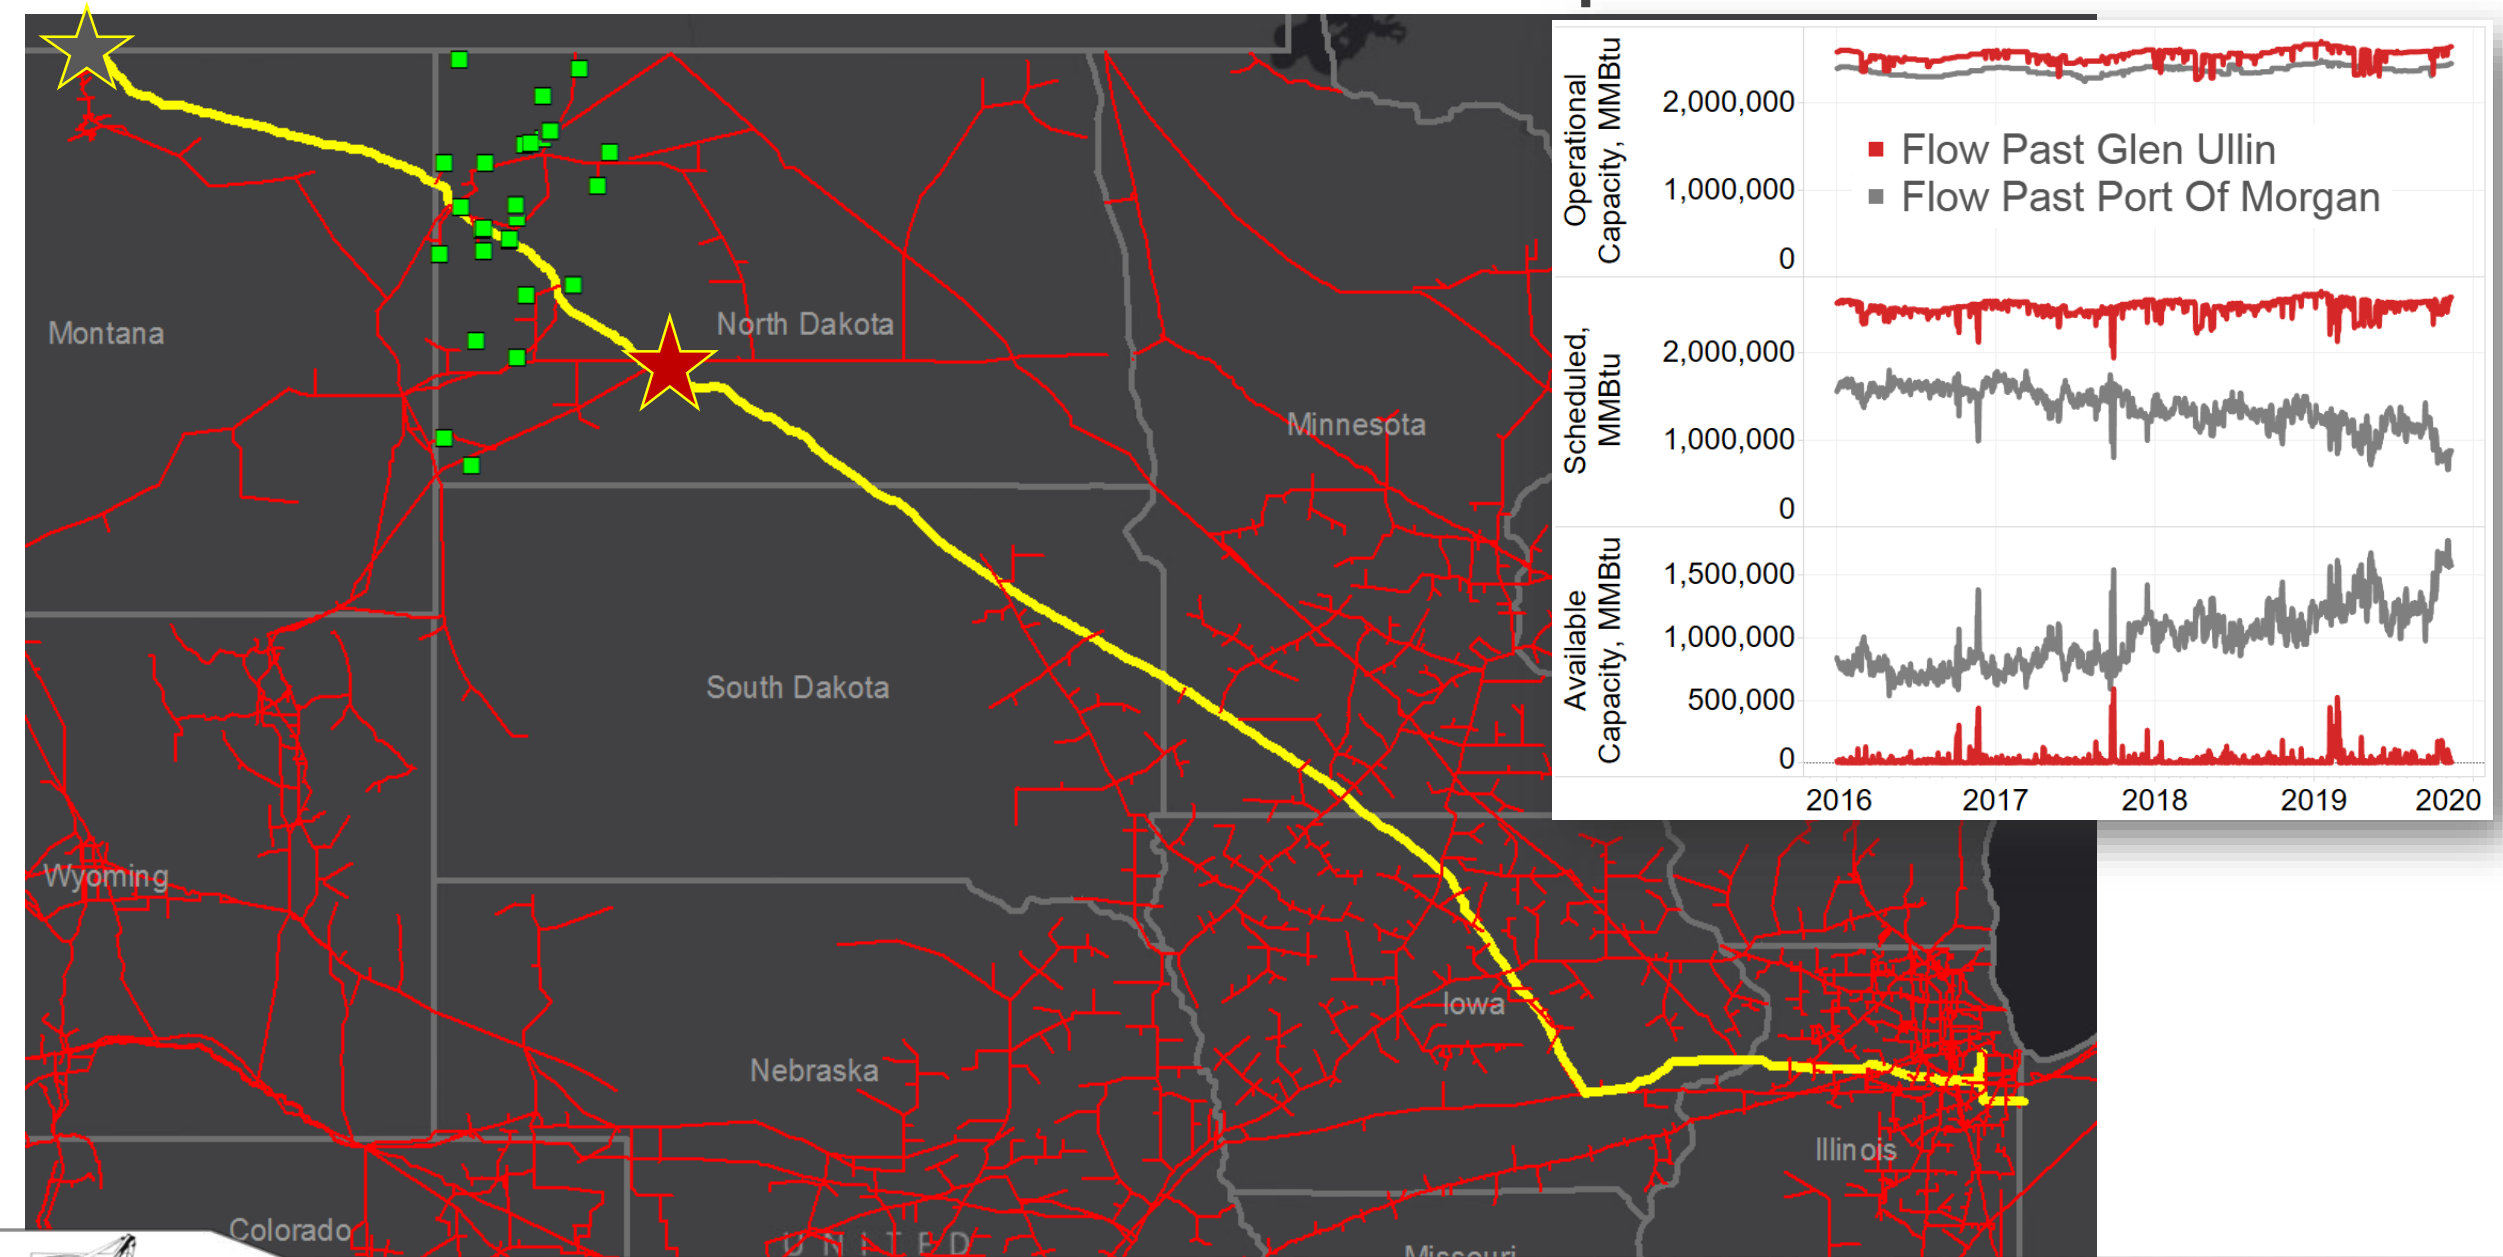 Montana
North Dakota
Minnesota
South Dakota
Wyoming
Iowa
Nebraska
Illinois
Colorado
UNITED
Missouri
Operational
Capacity, MMBtu
2,000,000
1,000,000
0
Flow Past Glen Ullin
Flow Past Port Of Morgan
Scheduled,
MMBtu
2,000,000
1,000,000
0
Available
Capacity, MMBtu
1,500,000
1,000,000
500,000
0
2016 2017 2018 2019 2020